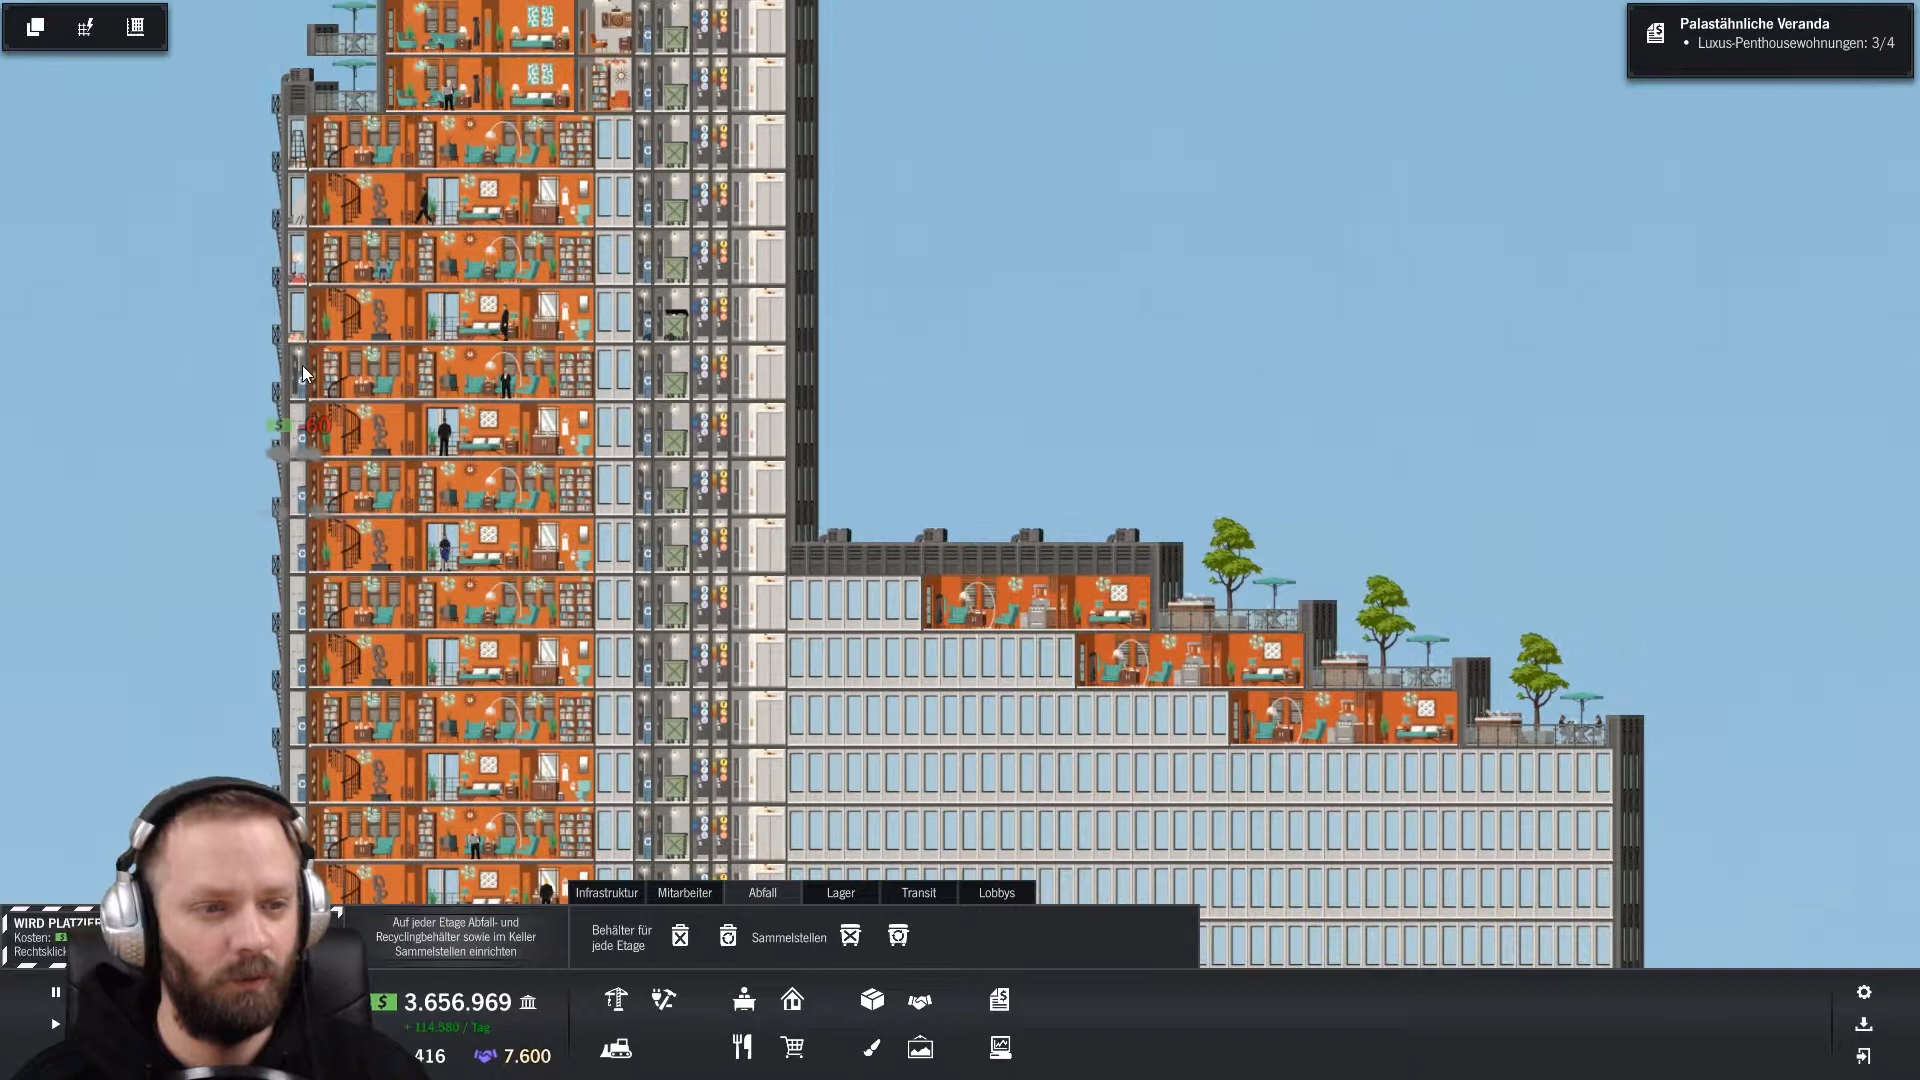 Palastähnliche Veranda
• Luxus-Penthousewohnungen: 3/4
-60
Infrastruktur
Mitarbeiter
Abfall
Lager
Transit
Lobbys
WIRD PLATZIER
Kosten:
Rechtsklick
Auf jeder Etage Abfall- und
Recyclingbehälter sowie im Keller
Sammelstellen einrichten
Behälter für
jede Etage
Sammelstellen
$ 3.656.969
+ 114.580 / Tag
416
7.600